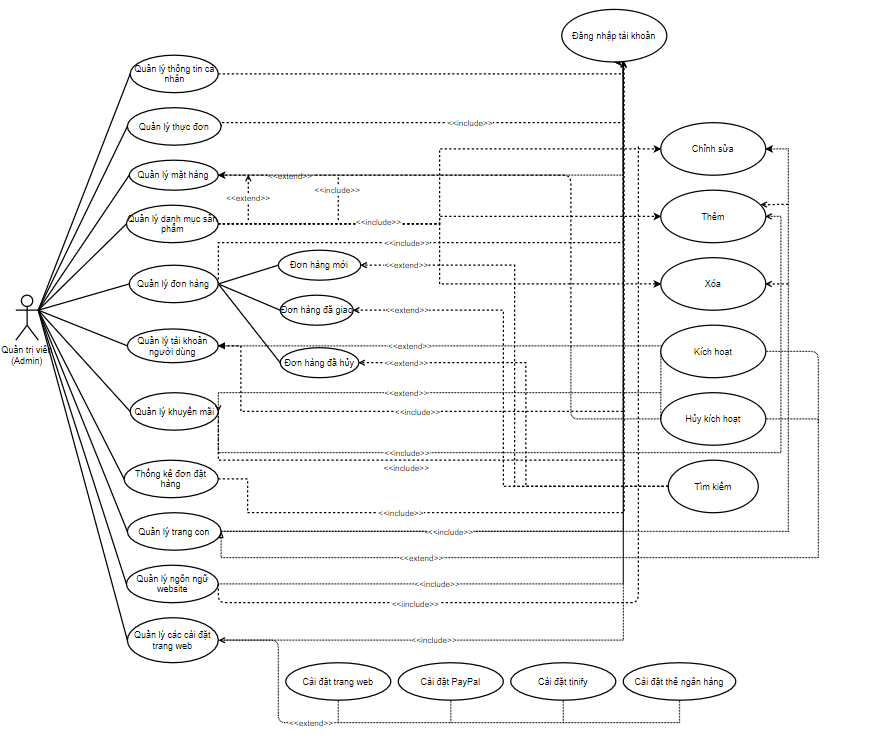 Đăng nhập tài khoản
Quản lý thông tin cá
nhân
Quản lý thực đơn
<<include>>
Chỉnh sửa
Quản lý mặt hàng
<<extend>>
<<include>>
<<extend>>
Quản lý danh mục sản
phẩm
<<include>>
Thêm
<<include>>
Đơn hàng mới
<<extend>>
Quản lý đơn hàng
Xóa
Đơn hàng đã giao
<<extend>>
Quản trị viên
(Admin)
Quản lý tài khoản
người dùng
<<extend>>
Kích hoạt
Đơn hàng đã hủy
<<extend>>
<<extend>>
Quản lý khuyến mãi
<<include>>
Hủy kích hoạt
<<include>>
<<include>>
Thống kê đơn đặt
hàng
Tìm kiếm
<<include>>
Quản lý trang con
<<include>>
<<extend>>
Quản lý ngôn ngữ
website
<<include>>
<<include>>
Quản lý các cài đặt
trang web
<<include>>
Cài đặt trang web
Cài đặt PayPal
Cài đặt tinify
Cài đặt thẻ ngân hàng
<<extend>>